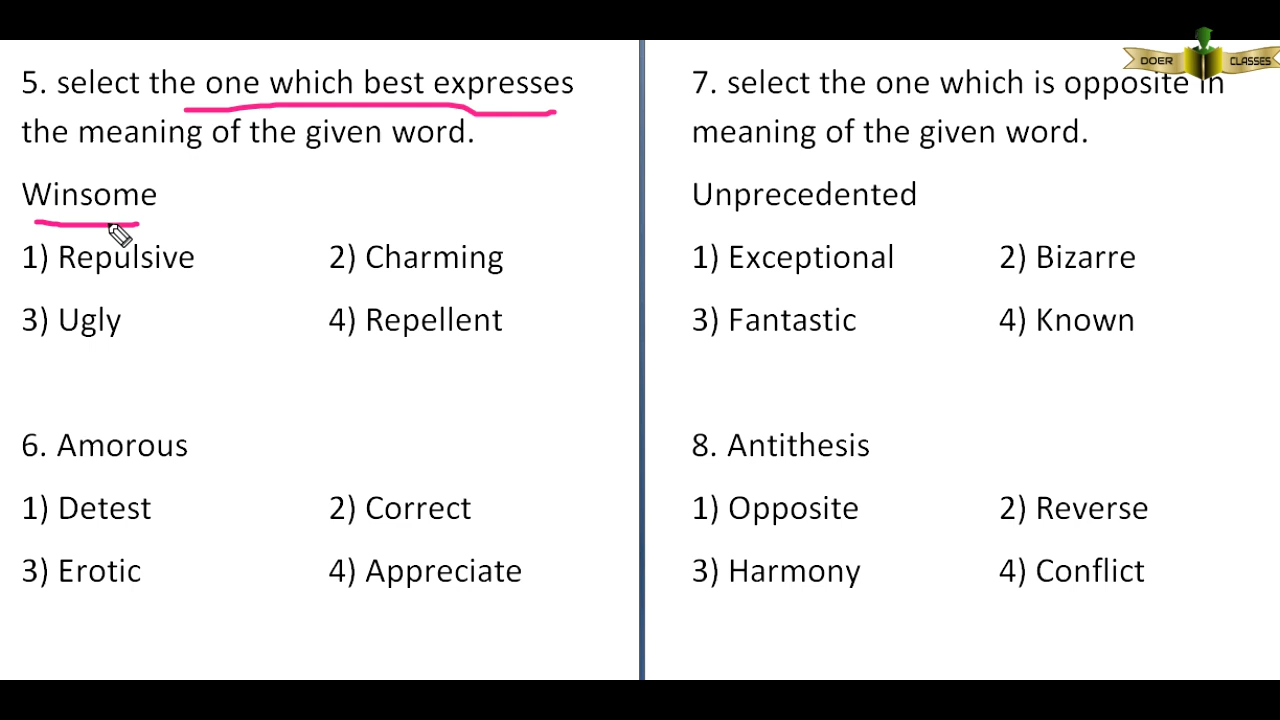 5. select the one which best expresses
the meaning of the given word.
Winsome
1) Repulsive 2) Charming
3) Ugly 4) Repellent
6. Amorous
1) Detest 2) Correct
3) Erotic 4) Appreciate
DOER CLASSES
7. select the one which is opposite in
meaning of the given word.
Unprecedented
1) Exceptional 2) Bizarre
3) Fantastic 4) Known
8. Antithesis
1) Opposite 2) Reverse
3) Harmony 4) Conflict